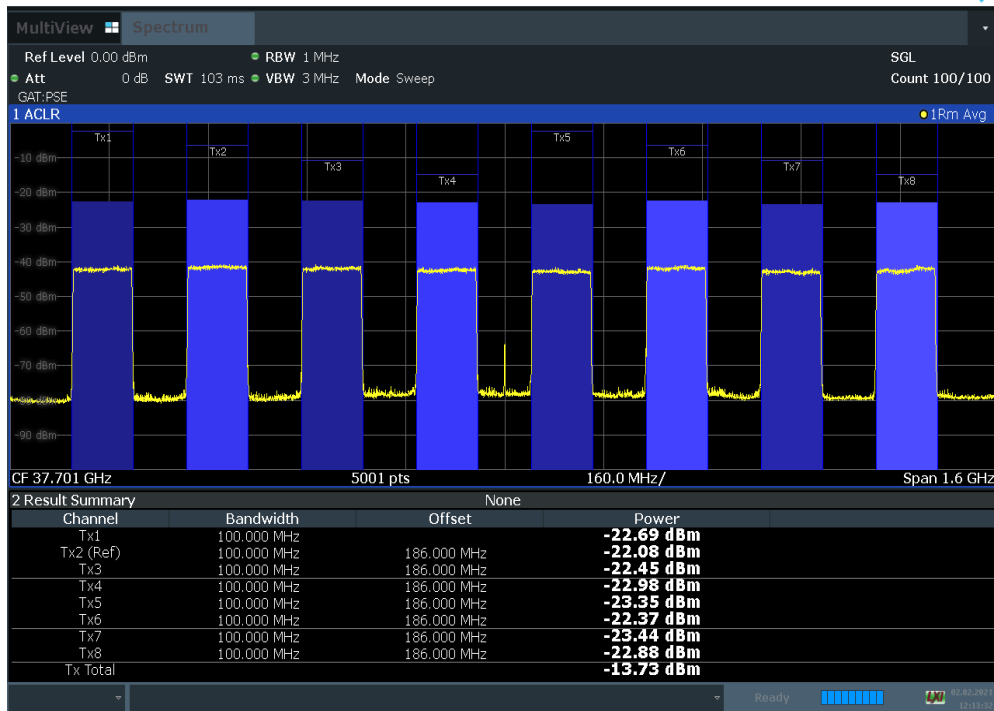 MultiView Spectrum
Ref Level 0.00 dBm RBW 1 MHz SGL
Att 0 dB SWT 103 ms VBW 3 MHz Mode Sweep Count 100/100
GAT:PSE
1 ACLR 1Rm Avg
Tx1 Tx5
Tx2 Tx6
-10 dBm
Tx3 Tx7
Tx4 Tx8
-20 dBm
-30 dBm
-40 dBm
-50 dBm
-60 dBm
-70 dBm
-90 dBm
CF 37.701 GHz 5001 pts 160.0 MHz/ Span 1.6 GHz
2 Result Summary None
Channel Bandwidth Offset Power
Tx1 100.000 MHz -22.69 dBm
Tx2 (Ref) 100.000 MHz 186.000 MHz -22.08 dBm
Tx3 100.000 MHz 186.000 MHz -22.45 dBm
Tx4 100.000 MHz 186.000 MHz -22.98 dBm
Tx5 100.000 MHz 186.000 MHz -23.35 dBm
Tx6 100.000 MHz 186.000 MHz -22.37 dBm
Tx7 100.000 MHz 186.000 MHz -23.44 dBm
Tx8 100.000 MHz 186.000 MHz -22.88 dBm
Tx Total -13.73 dBm
Ready 02.02.2021
12:13:32